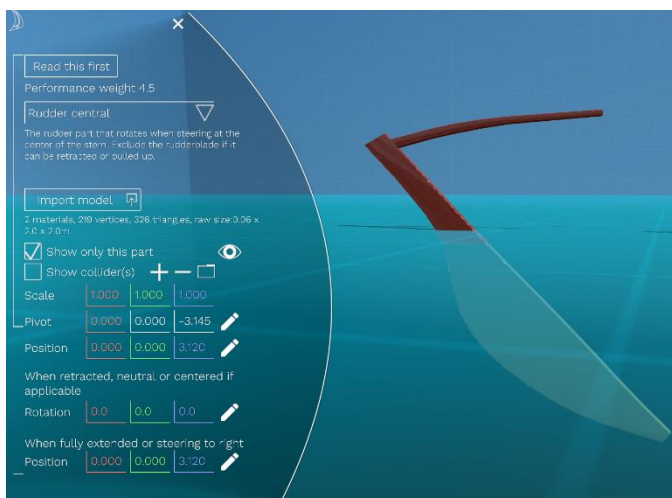 Read this first
Performance weight 4.5
Rudder central
The rudder part that rotates when steering at the
center of the stern. Exclude the rudderolade if it
can be retracted or pulled up.
Import model
2 materials, 219 vertices, 326 triangles, raw size:0.06 x
2.0 x 2.0m.
Show only this part
Show collider(s)
Scale 1.000 1.000 1.000
Pivot 0.000 0.000 -3.145
Position 0.000 0.000 3.120
When retracted, neutral or centered if
applicable
Rotation 0.0 0.0 0.0
When fully extended or steering to right
Position 0.000 0.000 3.120